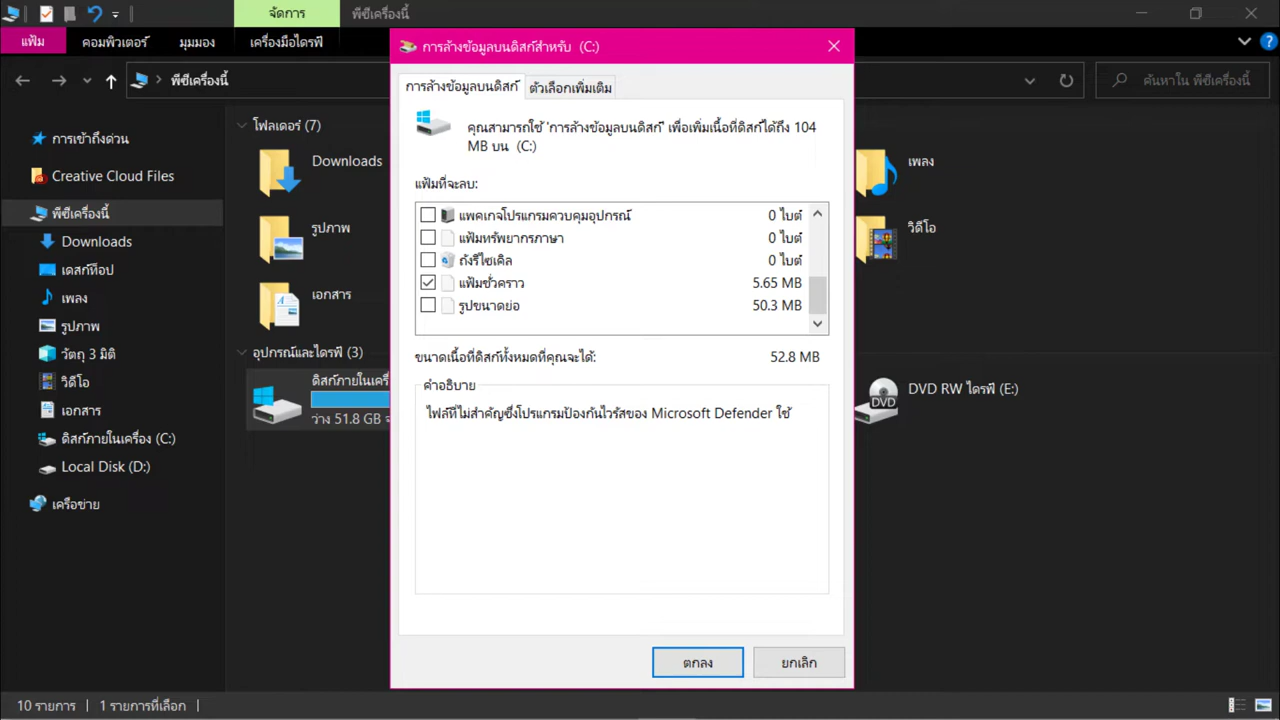 จัดการ
พีซีเครื่องนี้
แฟ้ม
คอมพิวเตอร์
มุมมอง
เครื่องมือไดรฟ์
พีซีเครื่องนี้
ค้นหาใน พีซีเครื่องนี้
การเข้าถึงด่วน
Creative Cloud Files
พีซีเครื่องนี้
Downloads
เดสก์ท็อป
เพลง
รูปภาพ
วัตถุ 3 มิติ
วิดีโอ
เอกสาร
ดิสก์ภายในเครื่อง (C:)
Local Disk (D:)
เครือข่าย
โฟลเดอร์ (7)
Downloads
รูปภาพ
เอกสาร
อุปกรณ์และไดรฟ์ (3)
ดิสก์ภายในเครื่
ว่าง 51.8 GB
การล้างข้อมูลบนดิสก์สำหรับ (C:)
การล้างข้อมูลบนดิสก์
ตัวเลือกเพิ่มเติม
คุณสามารถใช้ 'การล้างข้อมูลบนดิสก์' เพื่อเพิ่มเนื้อที่ดิสก์ได้ถึง 104
MB บน (C:)
แฟ้มที่จะลบ:
แพคเกจโปรแกรมควบคุมอุปกรณ์ 0 ไบต์
แฟ้มทรัพยากรภาษา 0 ไบต์
ถังรีไซเคิล 0 ไบต์
แฟ้มชั่วคราว 5.65 MB
รูปขนาดย่อ 50.3 MB
ขนาดเนื้อที่ดิสก์ทั้งหมดที่คุณจะได้: 52.8 MB
คำอธิบาย
ไฟล์ที่ไม่สำคัญซึ่งโปรแกรมป้องกันไวรัสของ Microsoft Defender ใช้
ตกลง
ยกเลิก
เพลง
วิดีโอ
DVD
DVD RW ไดรฟ์ (E:)
10 รายการ
1 รายการที่เลือก